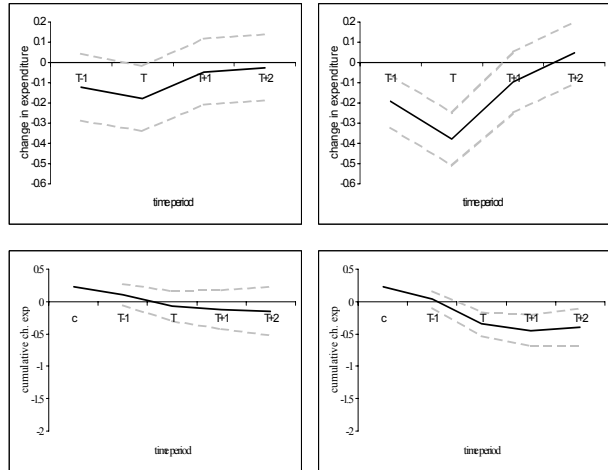 0.2
0.1
0
-0.1
-0.2
-0.3
-0.4
-0.5
-0.6
T-1 T T+1 T+2
change in expenditure
time period
0.2
0.1
0
-0.1
-0.2
-0.3
-0.4
-0.5
-0.6
T-1 T T+1 T+2
change in expenditure
time period
0.5
0
-0.5
-1
-1.5
-2
c T-1 T T+1 T+2
cumulative ch. exp
time period
0.5
0
-0.5
-1
-1.5
-2
c T-1 T T+1 T+2
cumulative ch. exp
time period